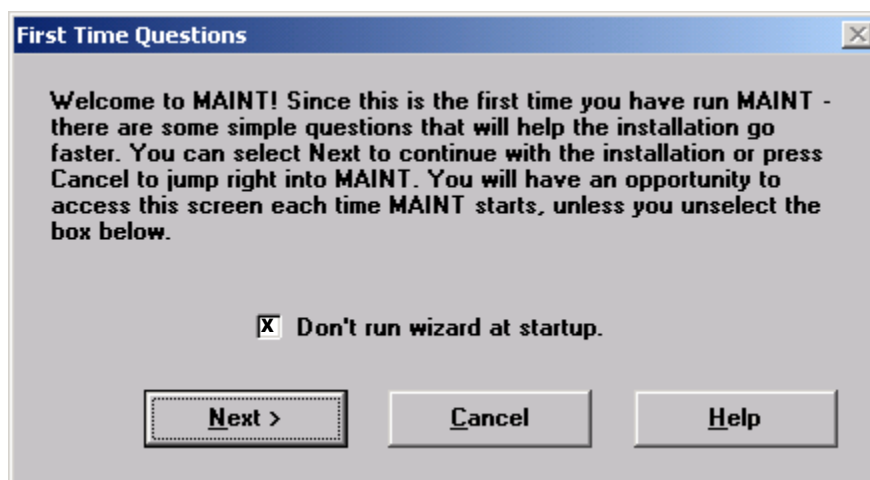 First Time Questions
Welcome to MAINT! Since this is the first time you have run MAINT -
there are some simple questions that will help the installation go
faster. You can select Next to continue with the installation or press
Cancel to jump right into MAINT. You will have an opportunity to
access this screen each time MAINT starts, unless you unselect the
box below.
Don't run wizard at startup.
Next >
Cancel
Help